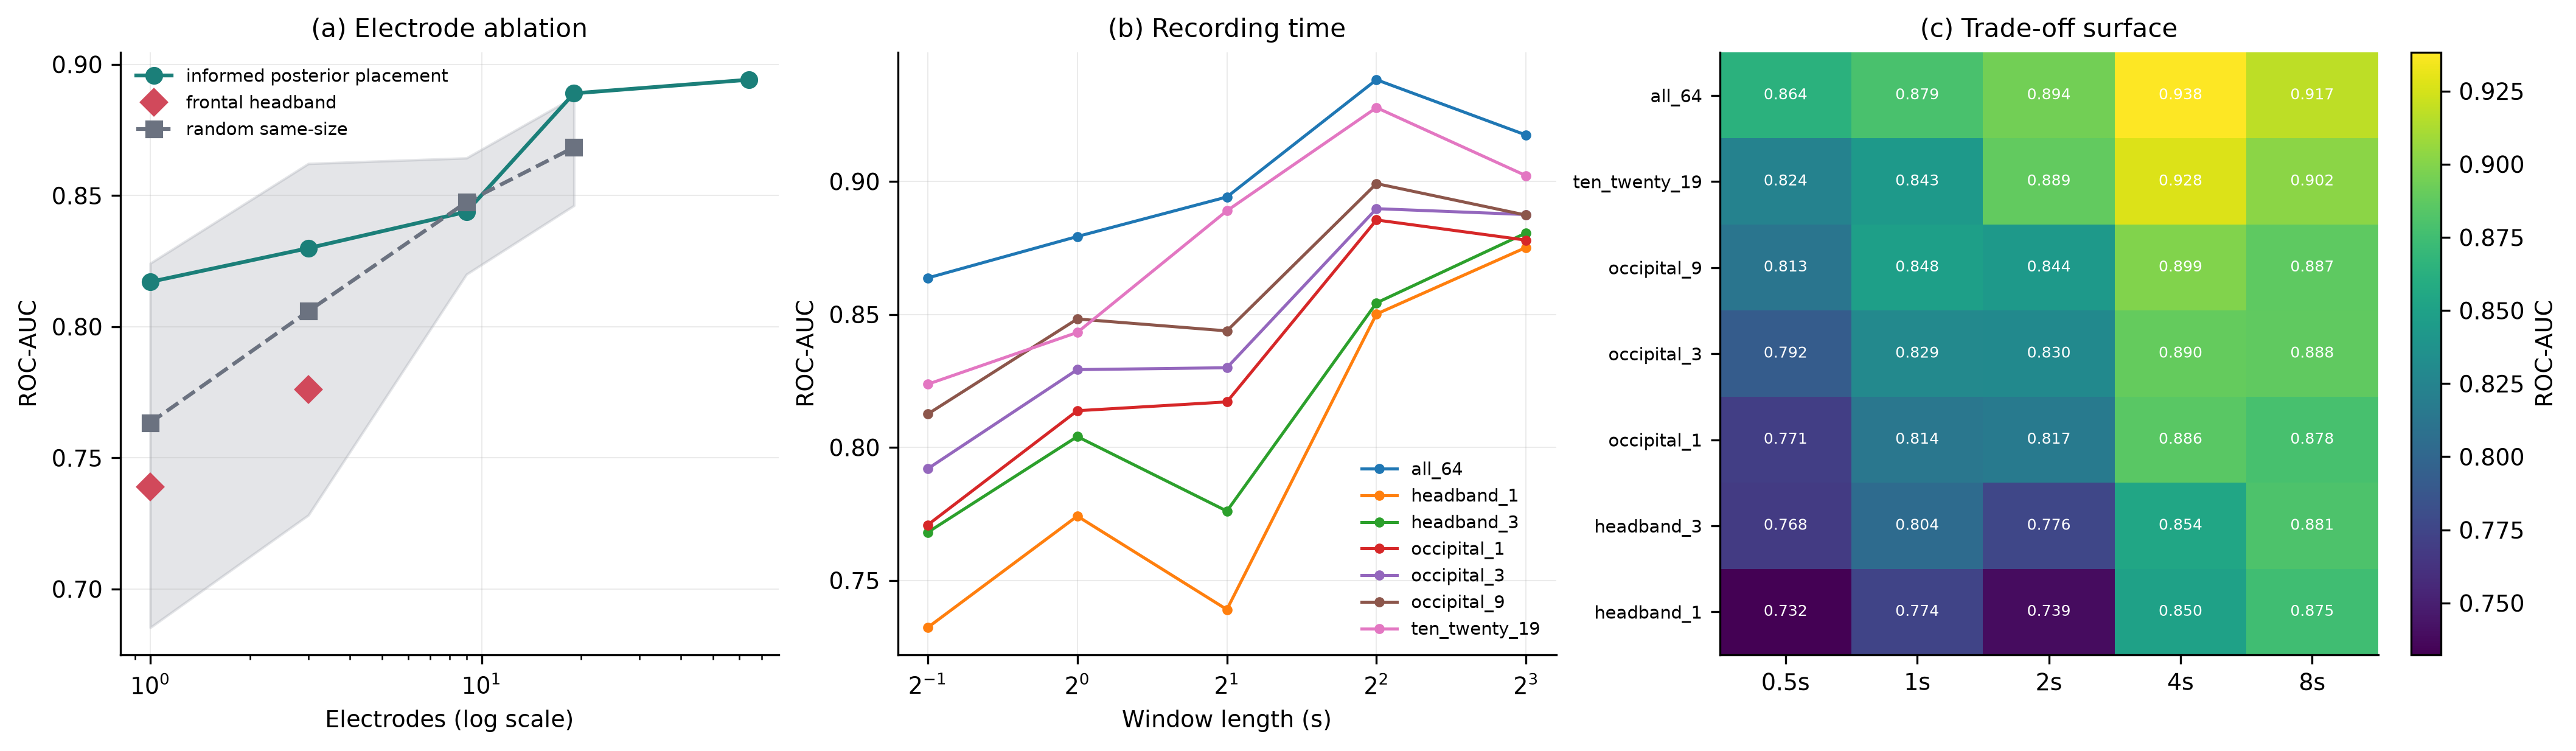 (a) Electrode ablation
0.90
0.85
0.80
0.75
0.70
ROC-AUC
informed posterior placement
frontal headband
random same-size
10⁰
10¹
Electrodes (log scale)
(b) Recording time
0.90
0.85
0.80
0.75
ROC-AUC
all_64
headband_1
headband_3
occipital_1
occipital_3
occipital_9
ten_twenty_19
2⁻¹
2⁰
2¹
2²
2³
Window length (s)
(c) Trade-off surface
all_64 0.864 0.879 0.894 0.938 0.917
ten_twenty_19 0.824 0.843 0.889 0.928 0.902
occipital_9 0.813 0.848 0.844 0.899 0.887
occipital_3 0.792 0.829 0.830 0.890 0.888
occipital_1 0.771 0.814 0.817 0.886 0.878
headband_3 0.768 0.804 0.776 0.854 0.881
headband_1 0.732 0.774 0.739 0.850 0.875
0.5s 1s 2s 4s 8s
0.925
0.900
0.875
0.850
0.825
0.800
0.775
0.750
ROC-AUC